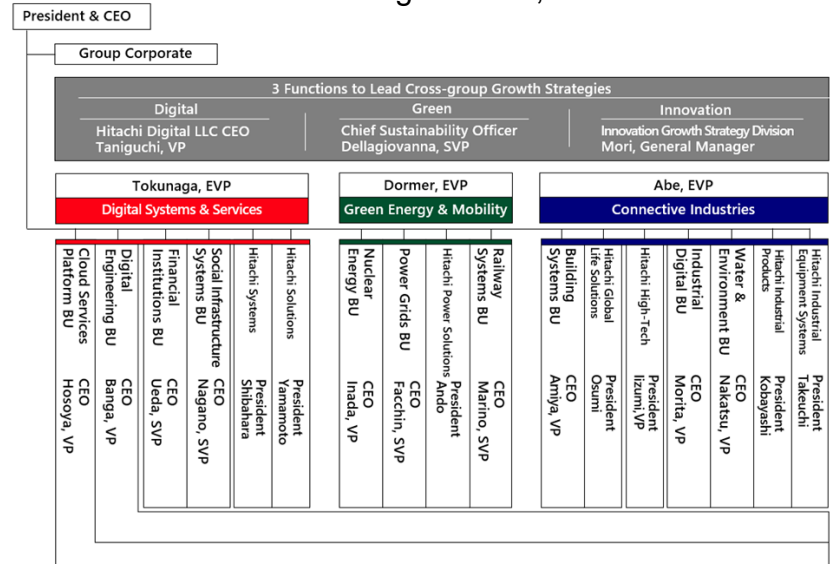 President & CEO
Group Corporate
3 Functions to Lead Cross-group Growth Strategies
Digital
Hitachi Digital LLC CEO
Taniguchi, VP
Green
Chief Sustainability Officer
Dellagiovanna, SVP
Innovation
Innovation Growth Strategy Division
Mori, General Manager
Tokunaga, EVP
Digital Systems & Services
Dormer, EVP
Green Energy & Mobility
Abe, EVP
Connective Industries
Cloud Services
Platform BU
CEO
Hosoya, VP
Digital
Engineering BU
CEO
Banga, VP
Financial
Institutions BU
CEO
Ueda, SVP
Social Infrastructure
Systems BU
CEO
Nagano, SVP
Hitachi Systems
President
Shibahara
Hitachi Solutions
President
Yamamoto
Nuclear
Energy BU
CEO
Inada, VP
Power Grids BU
CEO
Facchin, SVP
Hitachi Power Solutions
President
Ando
Railway
Systems BU
CEO
Marino, SVP
Building
Systems BU
CEO
Amiya, VP
Hitachi Global
Life Solutions
President
Osumi
Hitachi High-Tech
President
Iizumi,VP
Industrial
Digital BU
CEO
Morita, VP
Water &
Environment BU
CEO
Nakatsu, VP
Hitachi Industrial
Products
President
Kobayashi
Hitachi Industrial
Equipment Systems
President
Takeuchi